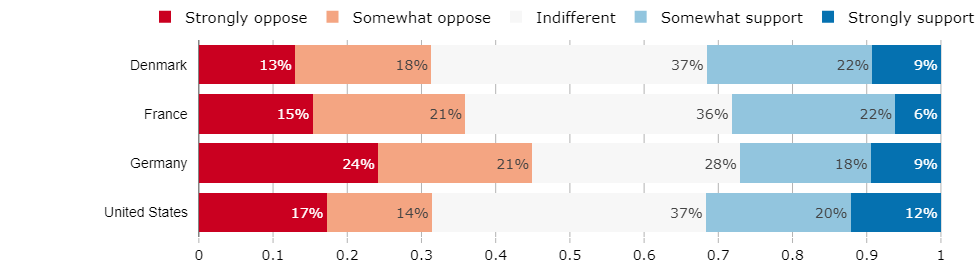 Strongly oppose Somewhat oppose Indifferent Somewhat support Strongly support
Denmark 13% 18% 37% 22% 9%
France 15% 21% 36% 22% 6%
Germany 24% 21% 28% 18% 9%
United States 17% 14% 37% 20% 12%
0 0.1 0.2 0.3 0.4 0.5 0.6 0.7 0.8 0.9 1